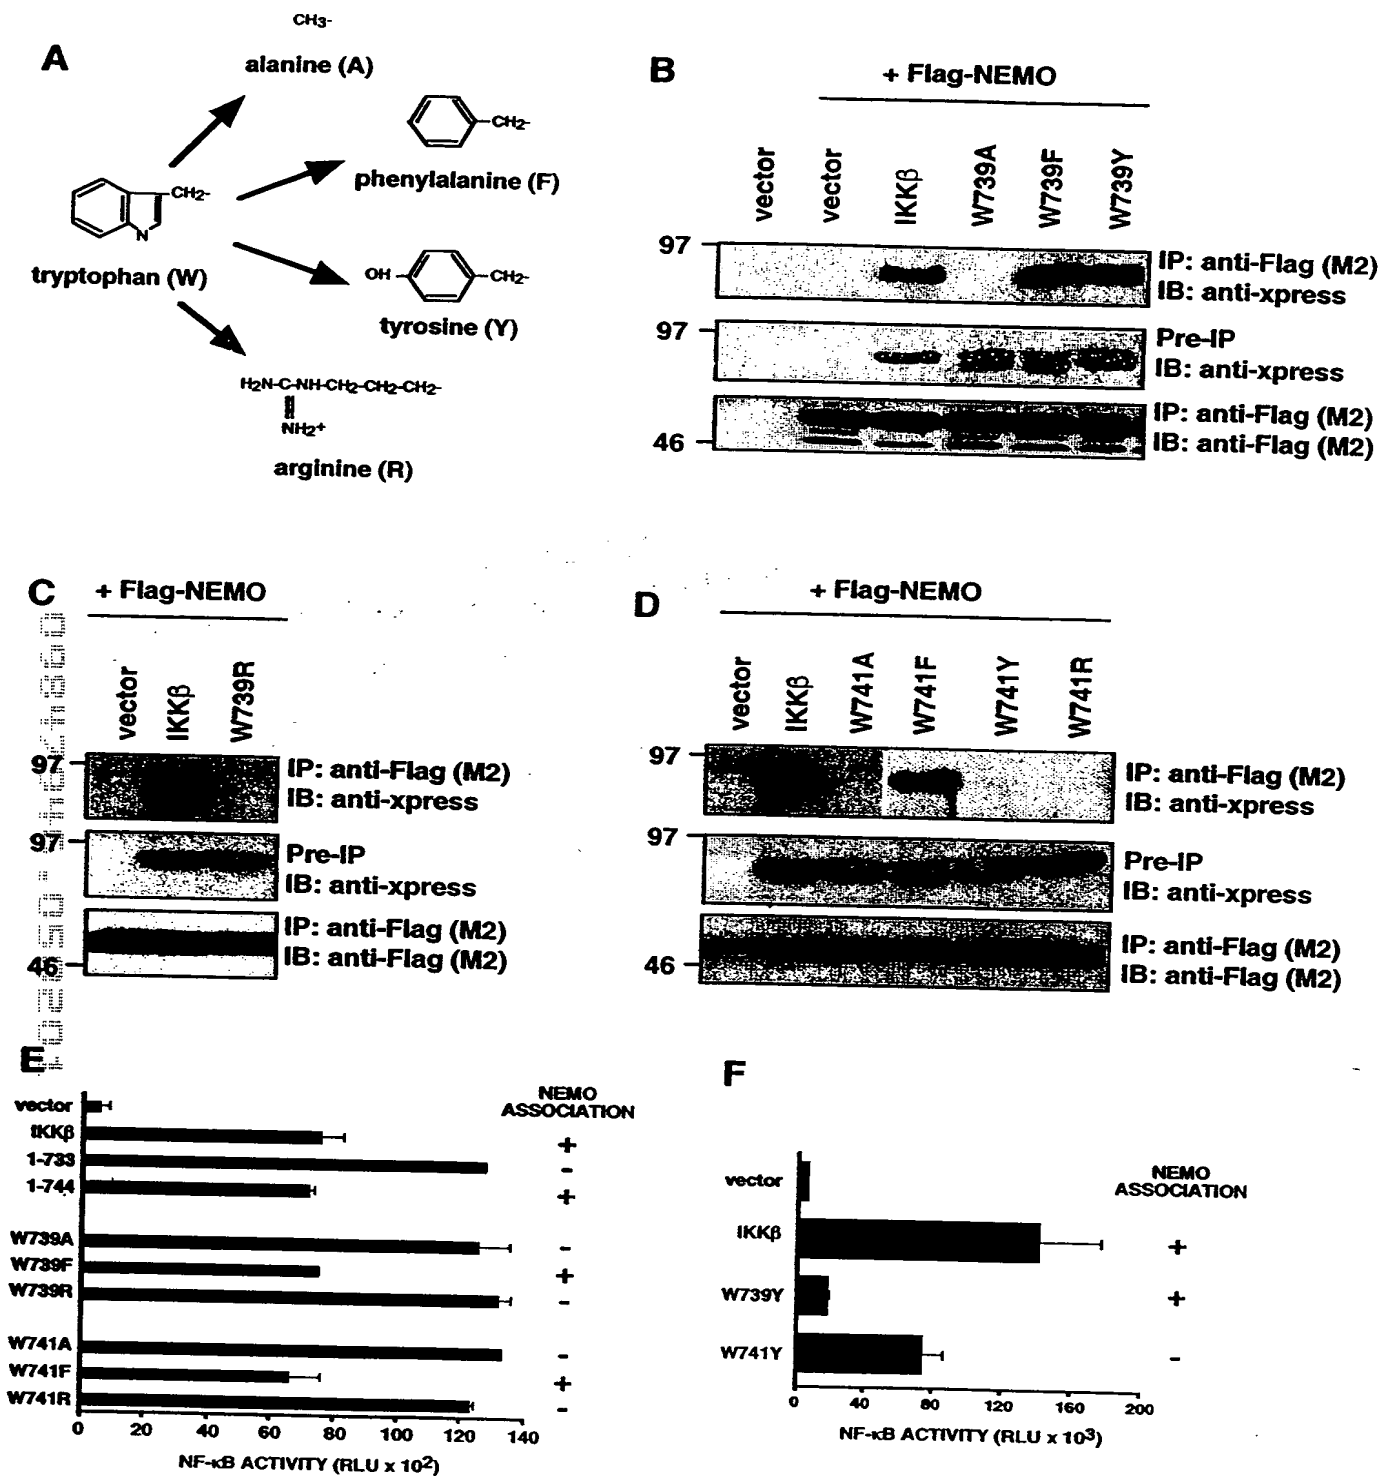 A
CH3-
alanine (A)
CH2-
phenylalanine (F)
CH2-
N
tryptophan (W)
OH
CH2-
tyrosine (Y)
H2N-C-NH-CH2-CH2-CH2-
NH2+
arginine (R)
B
+ Flag-NEMO
vector
vector
IKKβ
W739A
W739F
W739Y
97
IP: anti-Flag (M2)
IB: anti-xpress
97
Pre-IP
IB: anti-xpress
46
IP: anti-Flag (M2)
IB: anti-Flag (M2)
C
+ Flag-NEMO
vector
IKKβ
W739R
97
IP: anti-Flag (M2)
IB: anti-xpress
97
Pre-IP
IB: anti-xpress
46
IP: anti-Flag (M2)
IB: anti-Flag (M2)
D
+ Flag-NEMO
vector
IKKβ
W741A
W741F
W741Y
W741R
97
IP: anti-Flag (M2)
IB: anti-xpress
97
Pre-IP
IB: anti-xpress
46
IP: anti-Flag (M2)
IB: anti-Flag (M2)
E
NEMO
ASSOCIATION
vector
IKKβ +
1-733 -
1-744 +
W739A -
W739F +
W739R -
W741A -
W741F +
W741R -
0 20 40 60 80 100 120 140
NF-κB ACTIVITY (RLU x 10²)
F
NEMO
ASSOCIATION
vector
IKKβ +
W739Y +
W741Y -
0 40 80 120 160 200
NF-κB ACTIVITY (RLU x 10³)